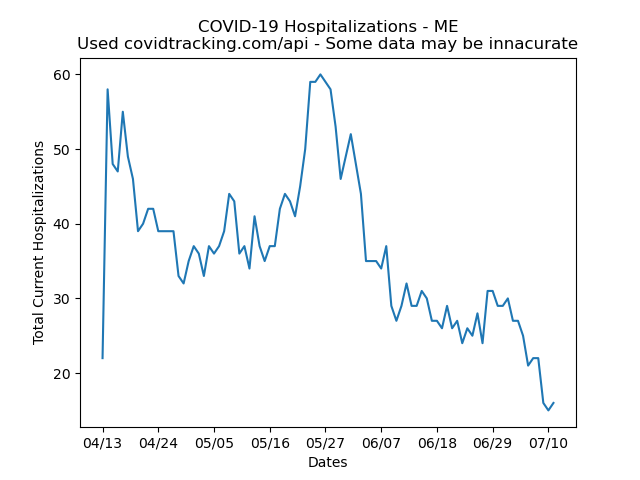 COVID-19 Hospitalizations - ME
Used covidtracking.com/api - Some data may be innacurate
60
50
40
30
20
Total Current Hospitalizations
04/13 04/24 05/05 05/16 05/27 06/07 06/18 06/29 07/10
Dates